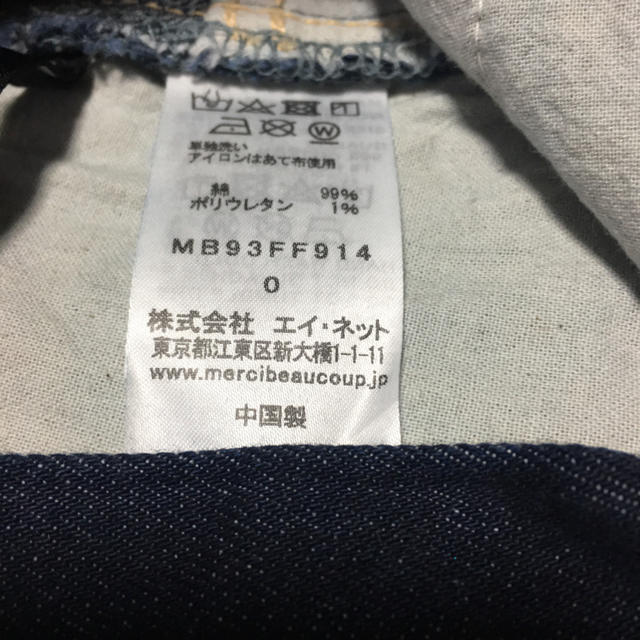 単独洗い
アイロンはあて布使用
綿 99%
ポリウレタン 1%
MB93FF914
0
株式会社 エイ・ネット
東京都江東区新大橋1-1-11
www.mercibeaucoup.jp
中国製